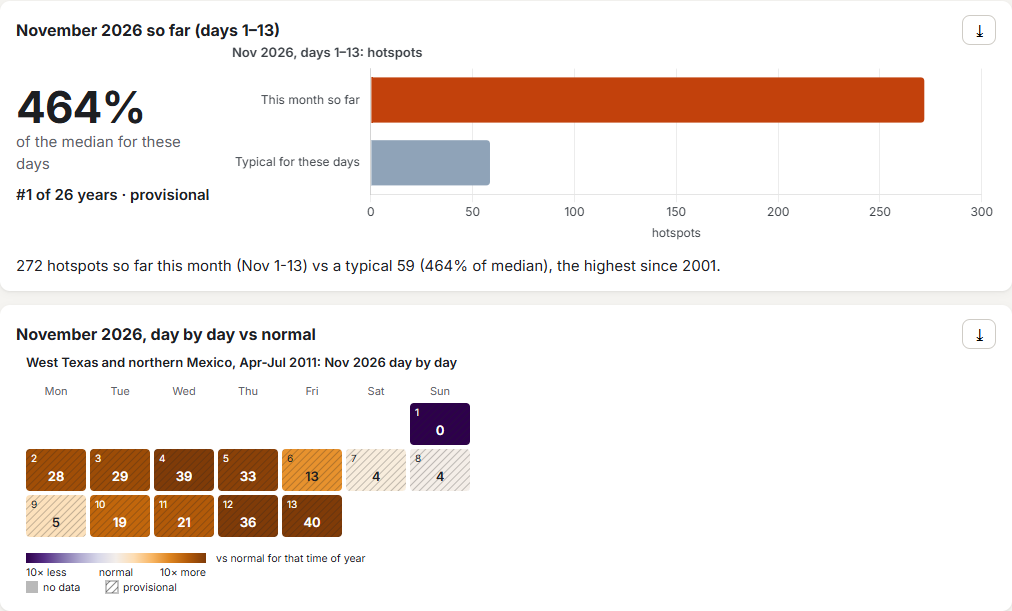 November 2026 so far (days 1–13)
Nov 2026, days 1–13: hotspots
464%
of the median for these
days
#1 of 26 years · provisional
This month so far
Typical for these days
0 50 100 150 200 250 300
hotspots
272 hotspots so far this month (Nov 1-13) vs a typical 59 (464% of median), the highest since 2001.
November 2026, day by day vs normal
West Texas and northern Mexico, Apr-Jul 2011: Nov 2026 day by day
Mon Tue Wed Thu Fri Sat Sun
1
0
2 3 4 5 6 7 8
28 29 39 33 13 4 4
9 10 11 12 13
5 19 21 36 40
vs normal for that time of year
10× less normal 10× more
no data provisional